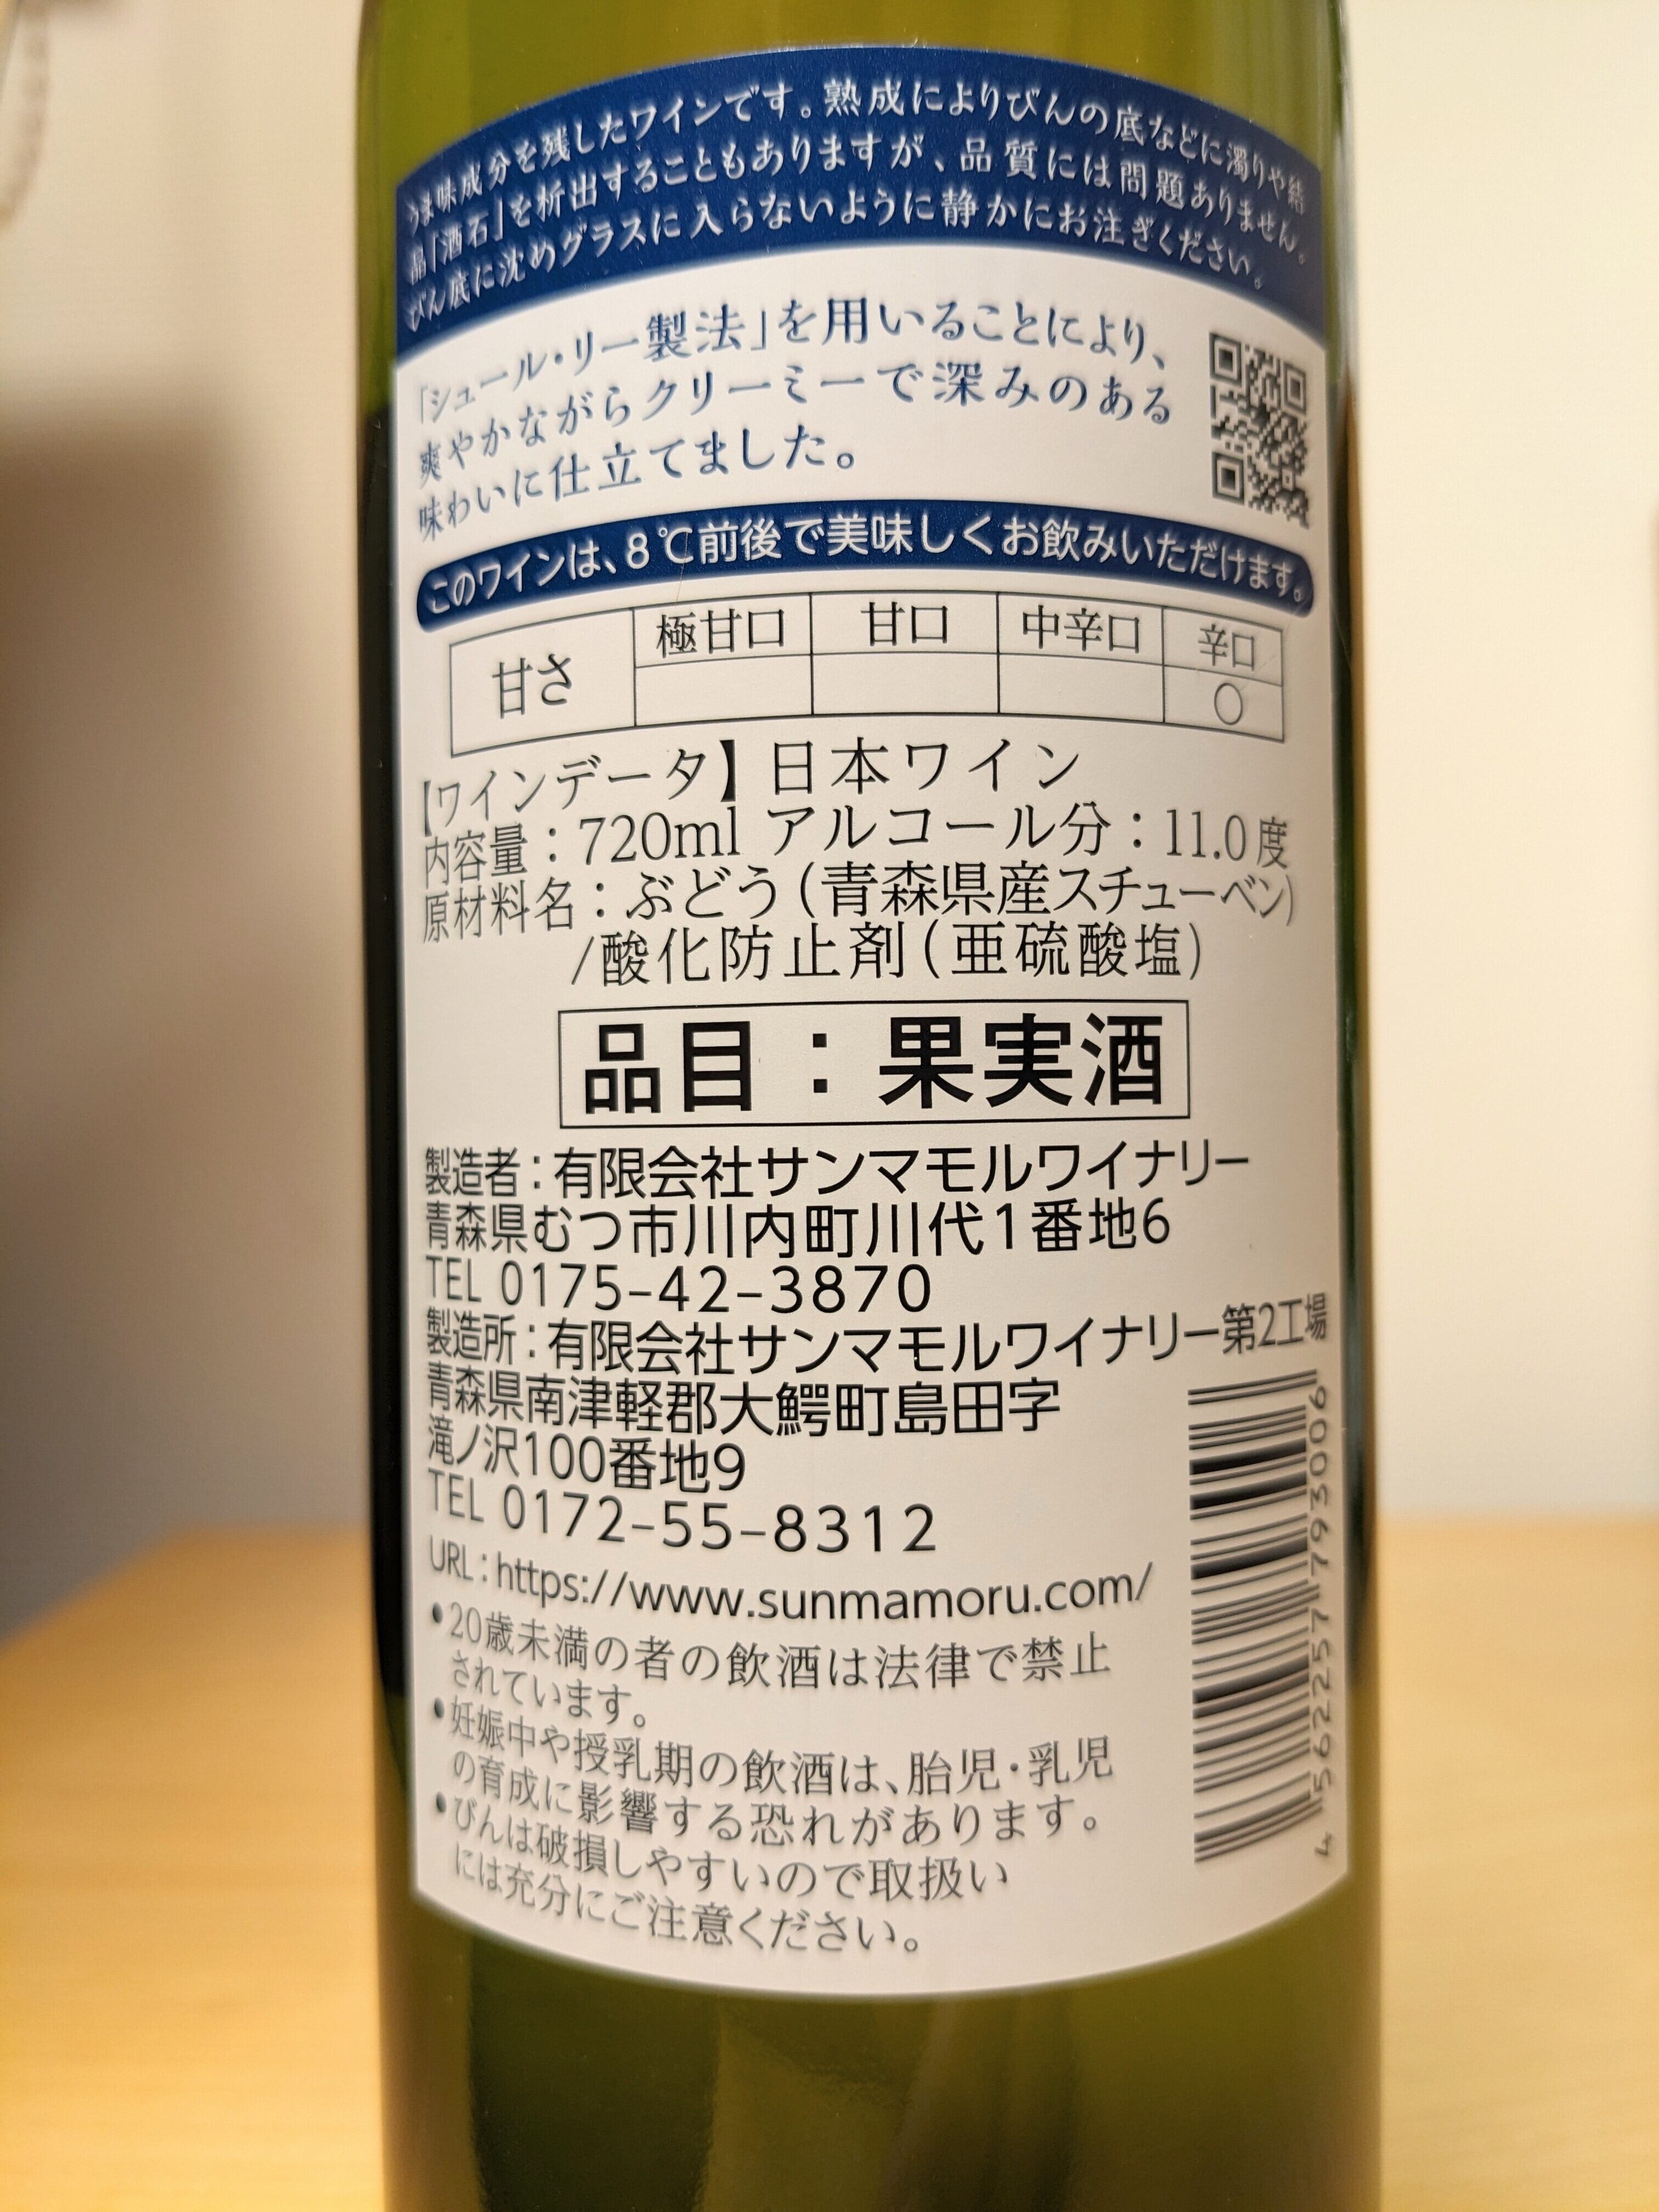 うま味成分を残したワインです。熟成によりびんの底などに濁りや結
晶「酒石」を析出することもありますが、品質には問題ありません。
びん底に沈めグラスに入らないように静かにお注ぎください。
「シュール・リー製法」を用いることにより、
爽やかながらクリーミーで深みのある
味わいに仕立てました。
このワインは、8℃前後で美味しくお飲みいただけます。
甘さ 極甘口 甘口 中辛口 辛口
○
【ワインデータ】日本ワイン
内容量：720ml アルコール分：11.0度
原材料名：ぶどう（青森県産スチューベン）
/酸化防止剤（亜硫酸塩）
品目：果実酒
製造者：有限会社サンマモルワイナリー
青森県むつ市川内町川代1番地6
TEL 0175-42-3870
製造所：有限会社サンマモルワイナリー第2工場
青森県南津軽郡大鰐町島田字
滝ノ沢100番地9
TEL 0172-55-8312
URL：https://www.sunmamoru.com/
•20歳未満の者の飲酒は法律で禁止
されています。
•妊娠中や授乳期の飲酒は、胎児・乳児
の育成に影響する恐れがあります。
•びんは破損しやすいので取扱い
には充分にご注意ください。
4 562257 793006